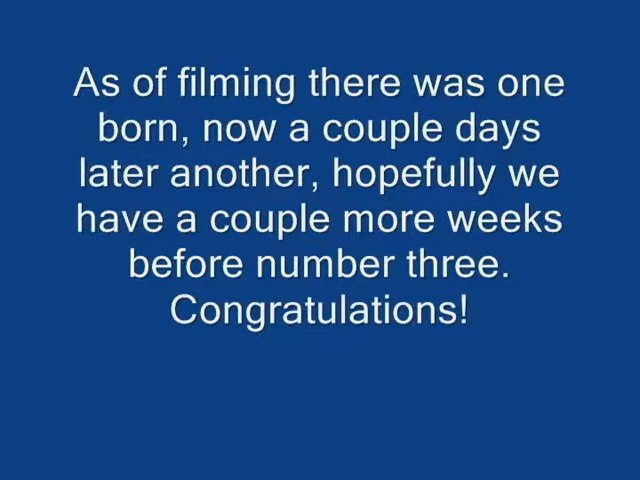 As of filming there was one
born, now a couple days
later another, hopefully we
have a couple more weeks
before number three.
Congratulations!